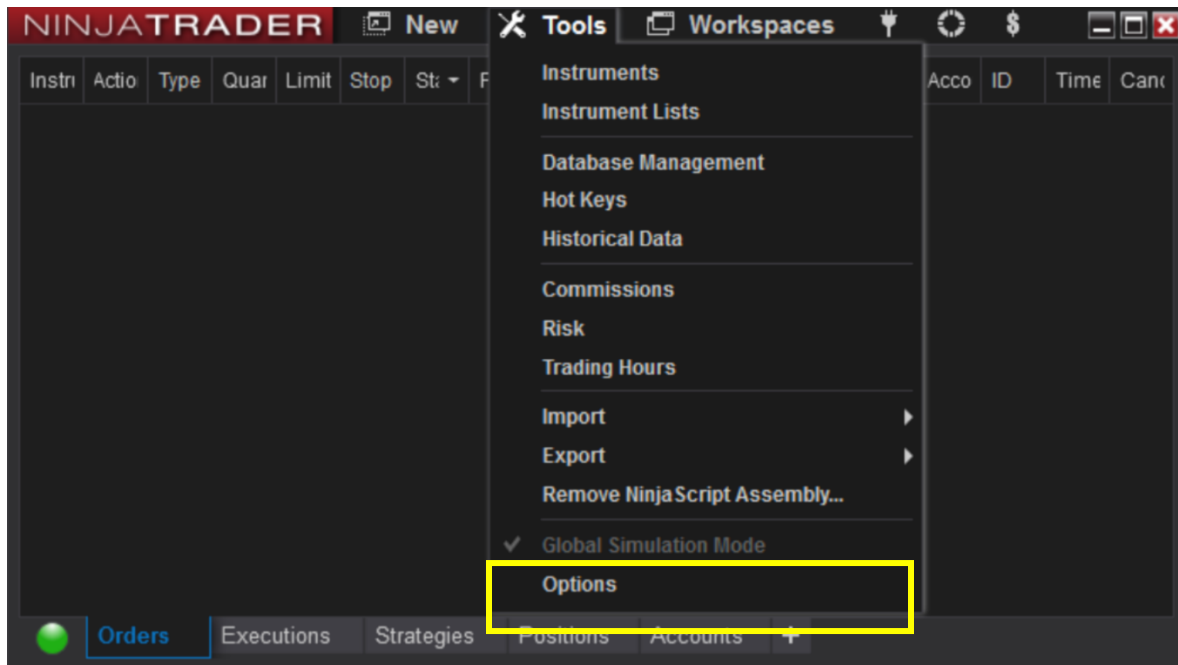 NINJATRADER New Tools Workspaces $
Instru Actio Type Quar Limit Stop Sta Acco ID Time Canc
Instruments
Instrument Lists
Database Management
Hot Keys
Historical Data
Commissions
Risk
Trading Hours
Import
Export
Remove NinjaScript Assembly...
Global Simulation Mode
Options
Orders Executions Strategies Positions Accounts +